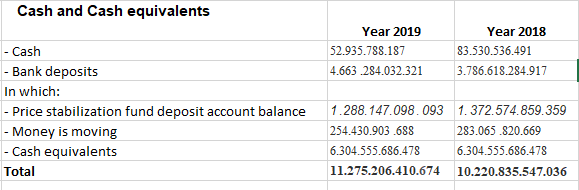 Cash and Cash equivalents
Year 2019 Year 2018
- Cash 52.935.788.187 83.530.536.491
- Bank deposits 4.663 .284.032.321 3.786.618.284.917
In which:
- Price stabilization fund deposit account balance 1.288.147.098.093 1.372.574.859.359
- Money is moving 254.430.903 .688 283.065 .820.669
- Cash equivalents 6.304.555.686.478 6.304.555.686.478
Total 11.275.206.410.674 10.220.835.547.036